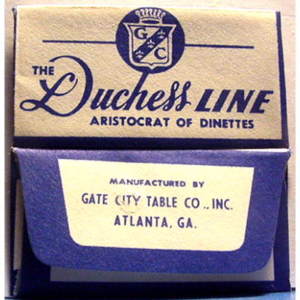 G C
THE
Duchess LINE
ARISTOCRAT OF DINETTES
MANUFACTURED BY
GATE CITY TABLE CO., INC.
ATLANTA, GA.